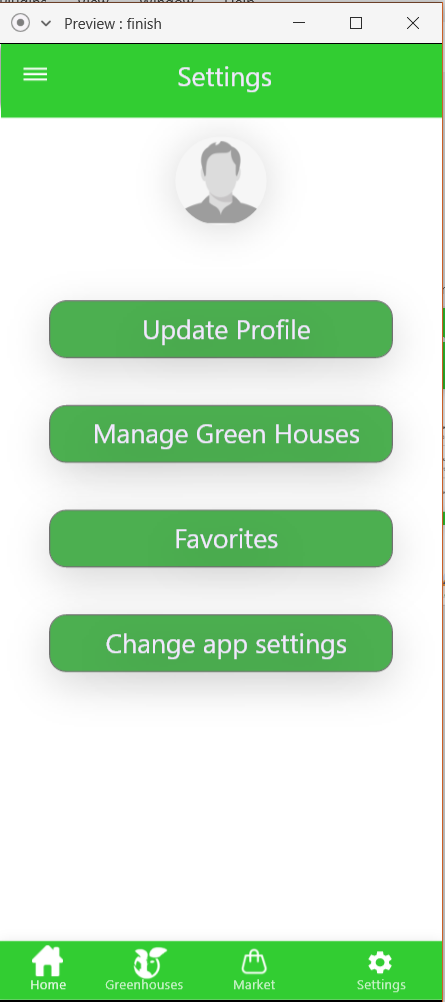 Preview : finish
Settings
Update Profile
Manage Green Houses
Favorites
Change app settings
Home
Greenhouses
Market
Settings